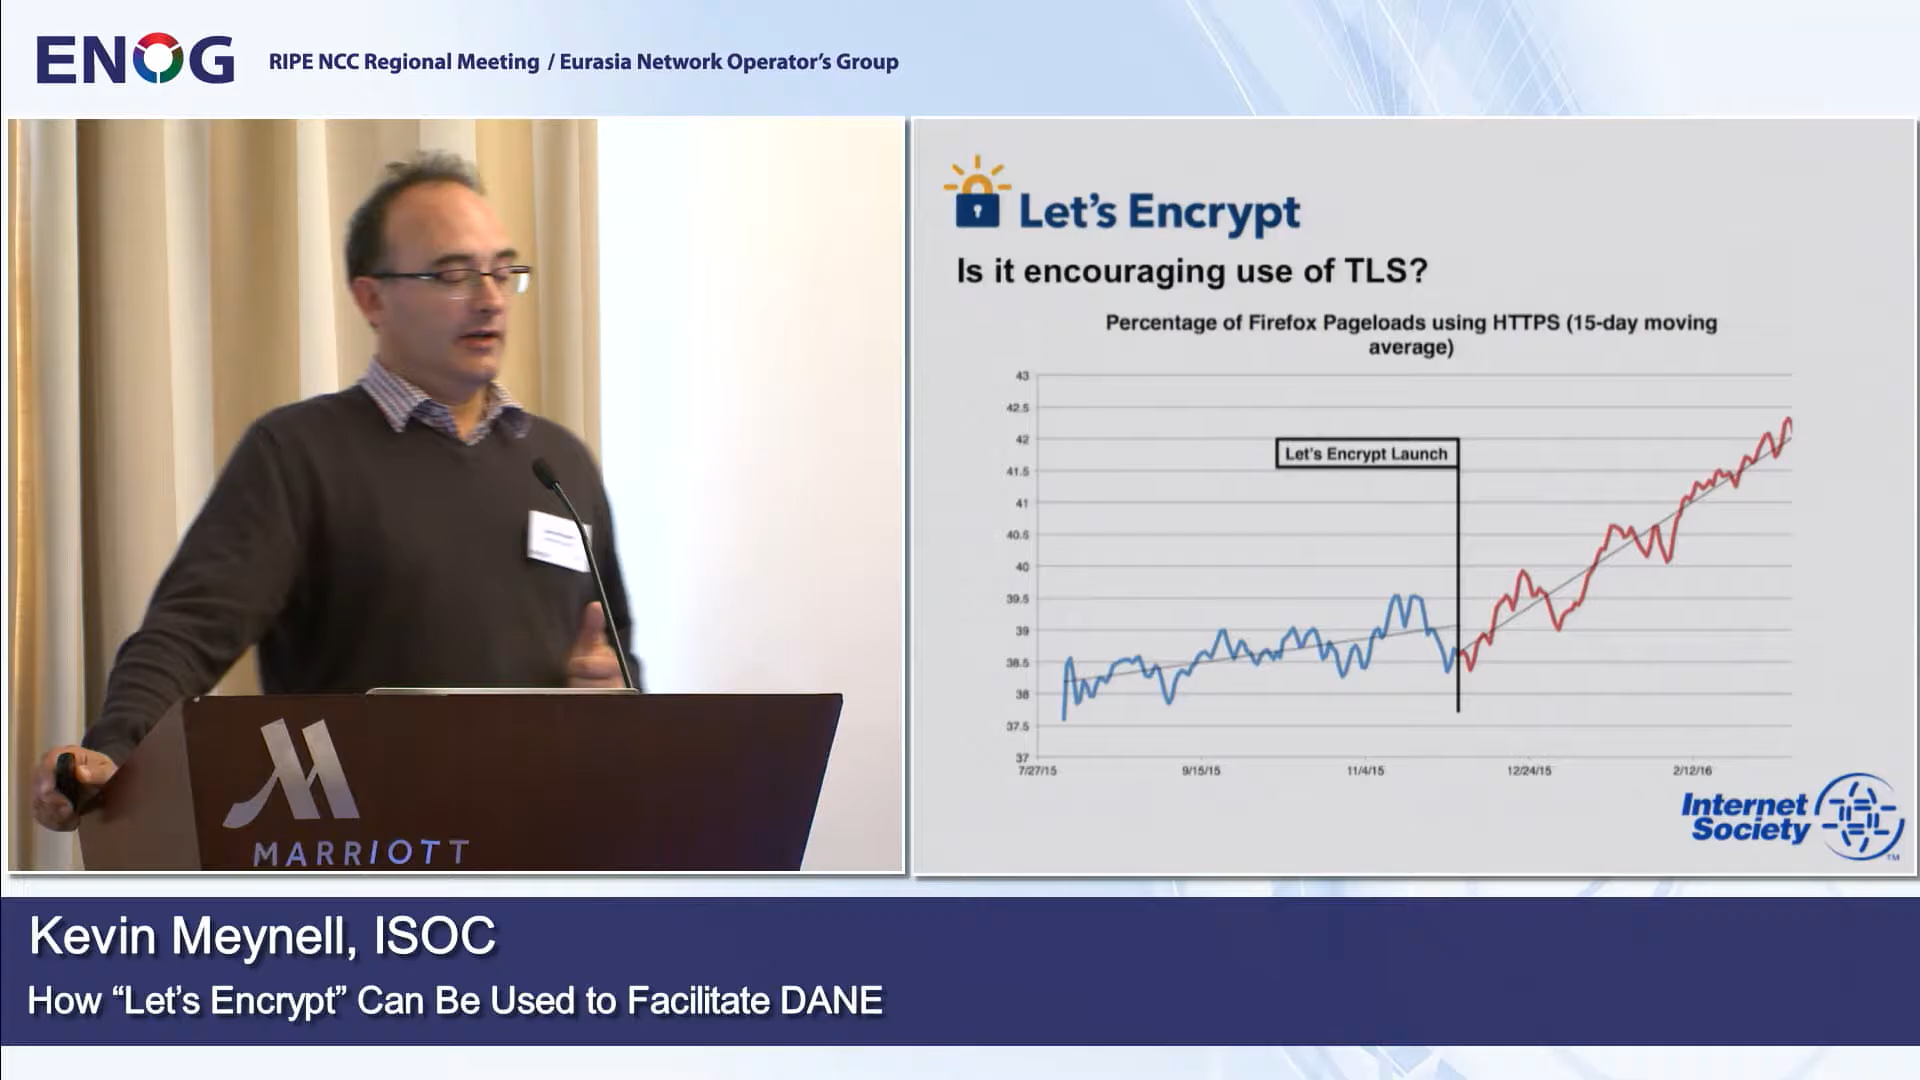 ENOG
RIPE NCC Regional Meeting / Eurasia Network Operator's Group
MARRIOTT
Let's Encrypt
Is it encouraging use of TLS?
Percentage of Firefox Pageloads using HTTPS (15-day moving
average)
43
42.5
42
41.5
41
40.5
40
39.5
39
38.5
38
37.5
37
Let's Encrypt Launch
7/27/15
9/15/15
11/4/15
12/24/15
2/12/16
Internet
Society
TM
Kevin Meynell, ISOC
How “Let's Encrypt” Can Be Used to Facilitate DANE